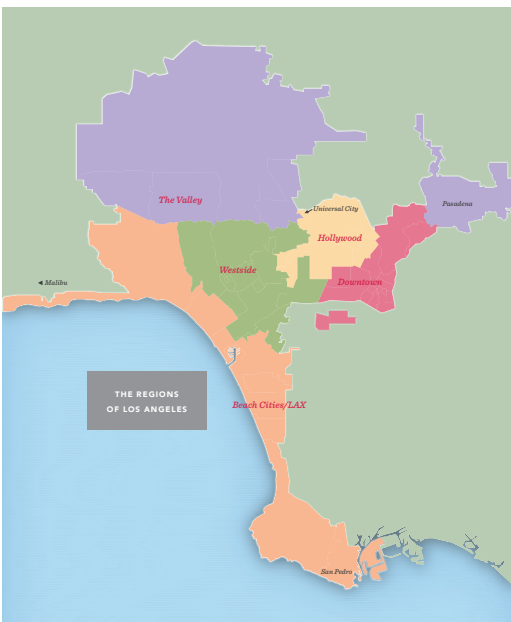 The Valley
Universal City
Pasadena
Hollywood
Westside
Downtown
◄ Malibu
THE REGIONS
OF LOS ANGELES
Beach Cities/LAX
San Pedro